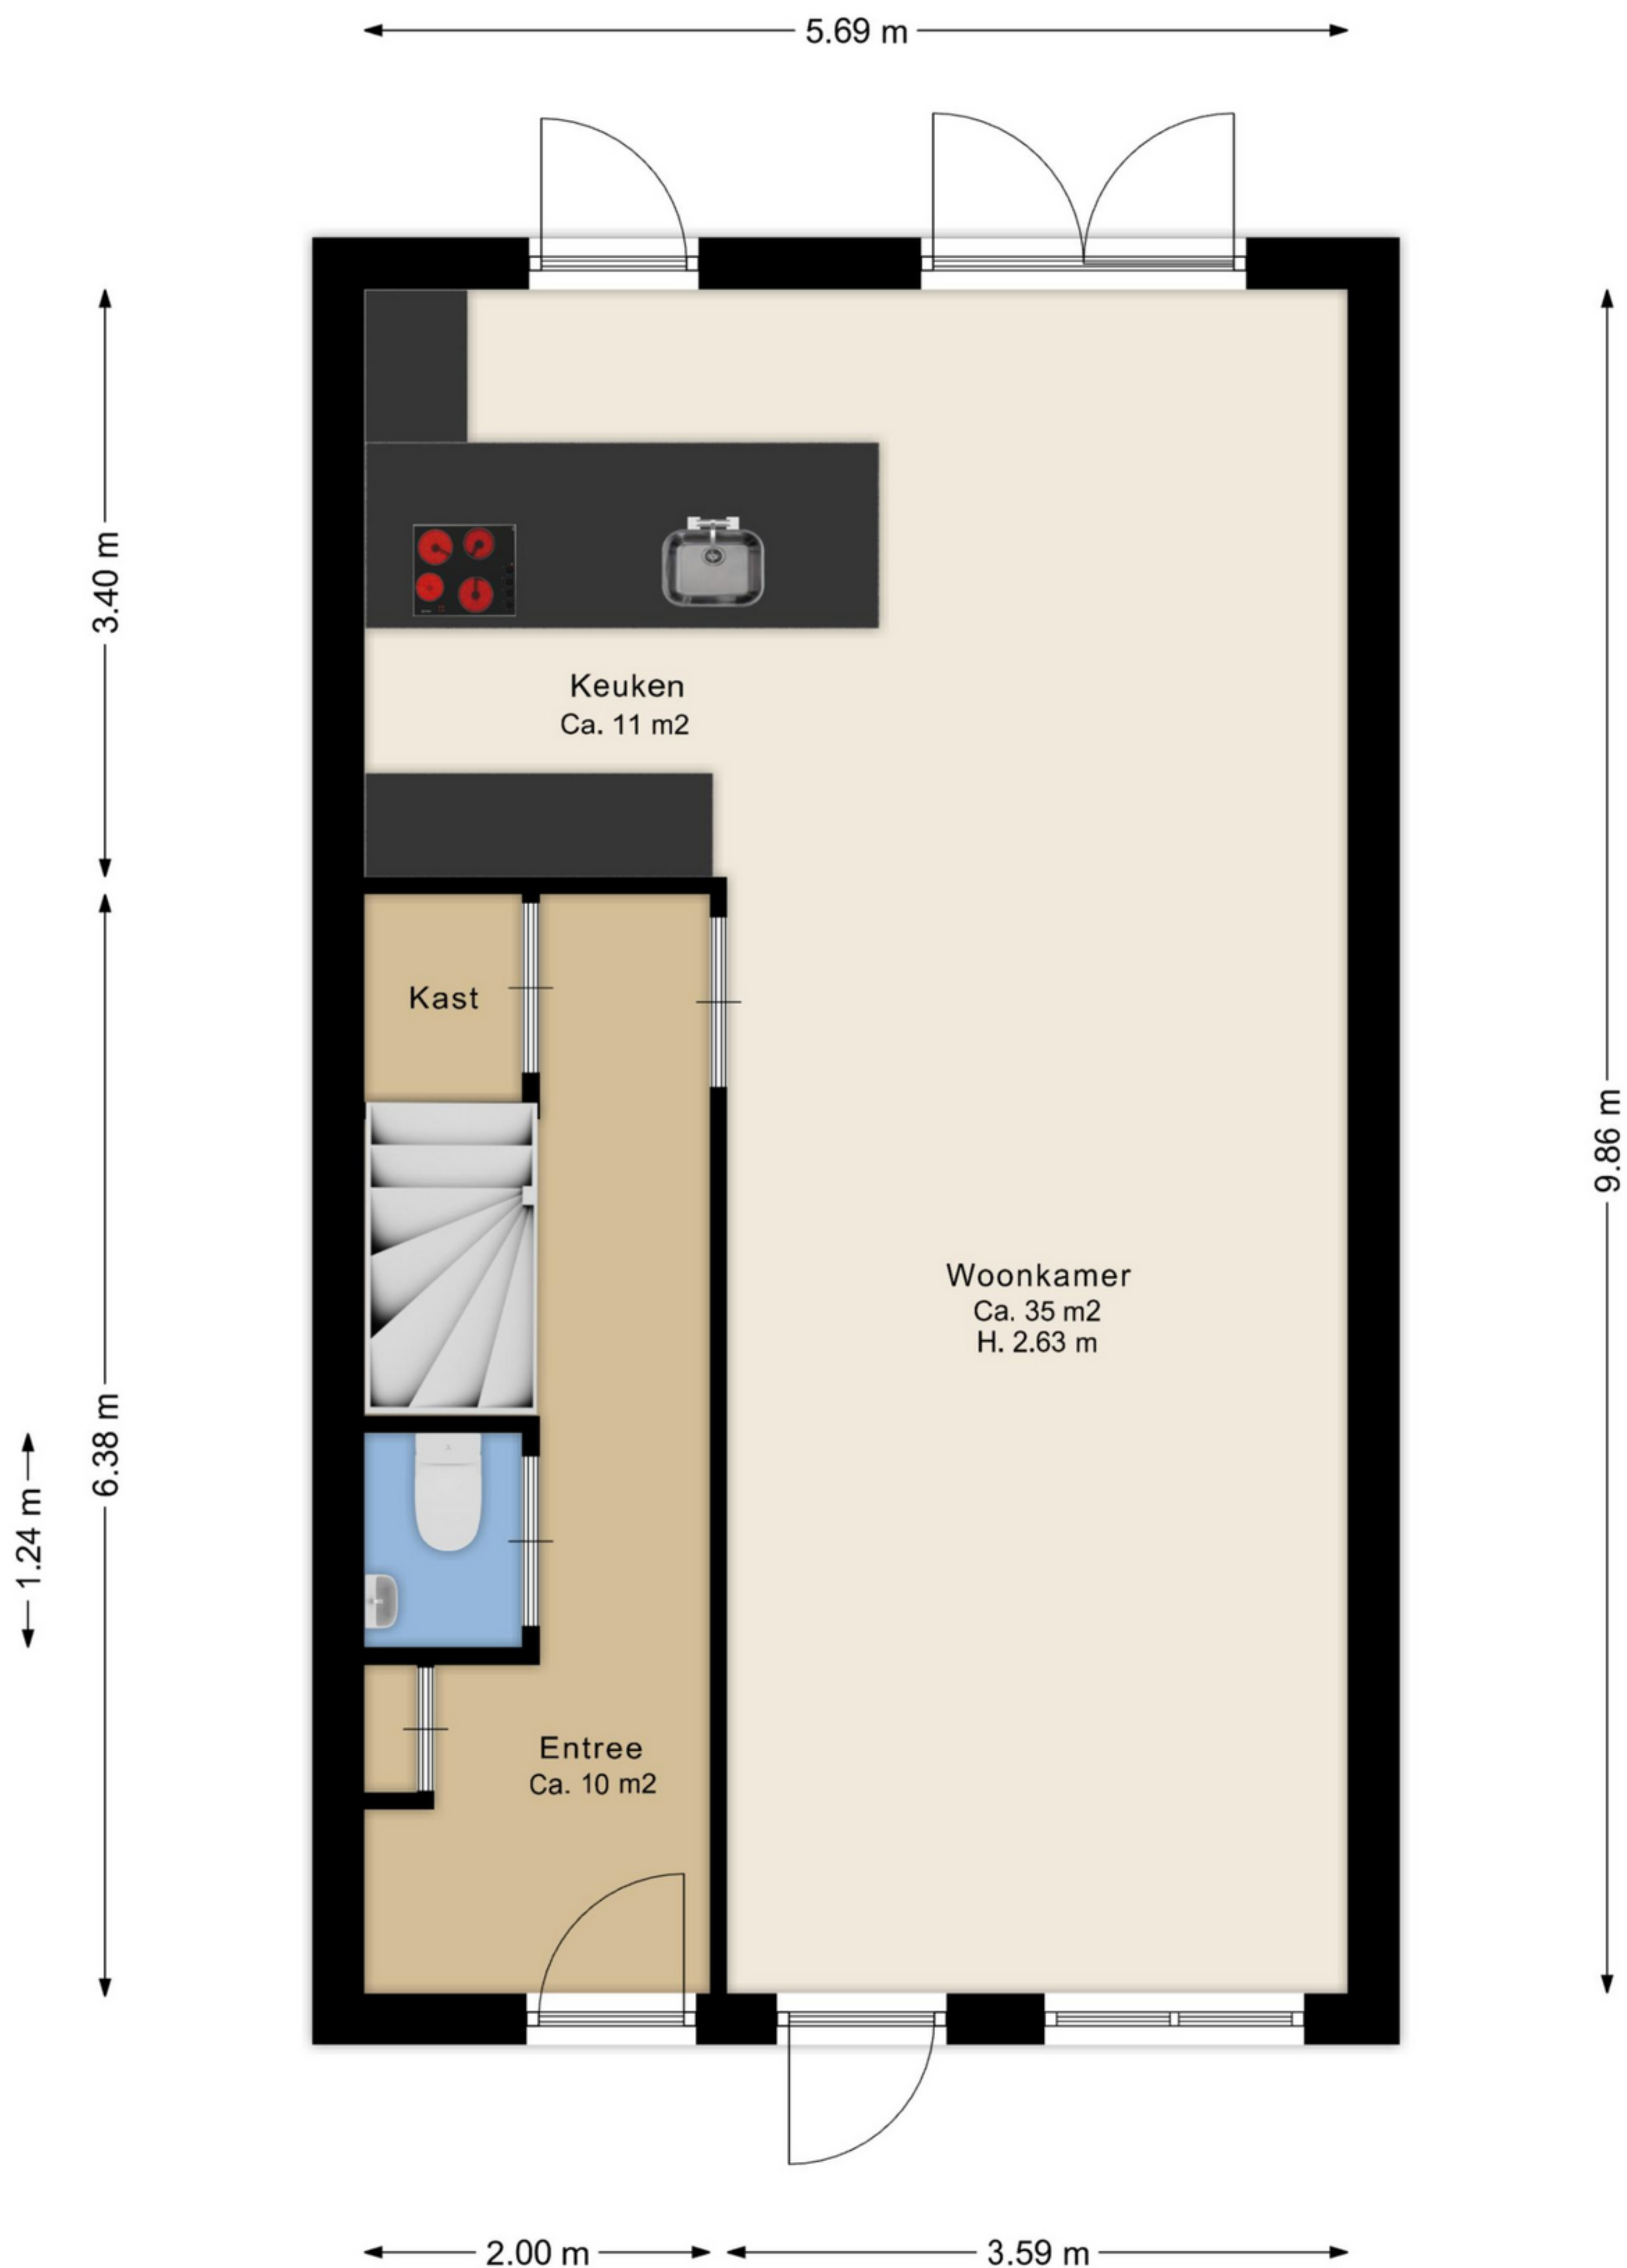 5.69 m
3.40 m
Keuken
Ca. 11 m2
Kast
9.86 m
Woonkamer
Ca. 35 m2
H. 2.63 m
6.38 m
1.24 m
Entree
Ca. 10 m2
2.00 m
3.59 m